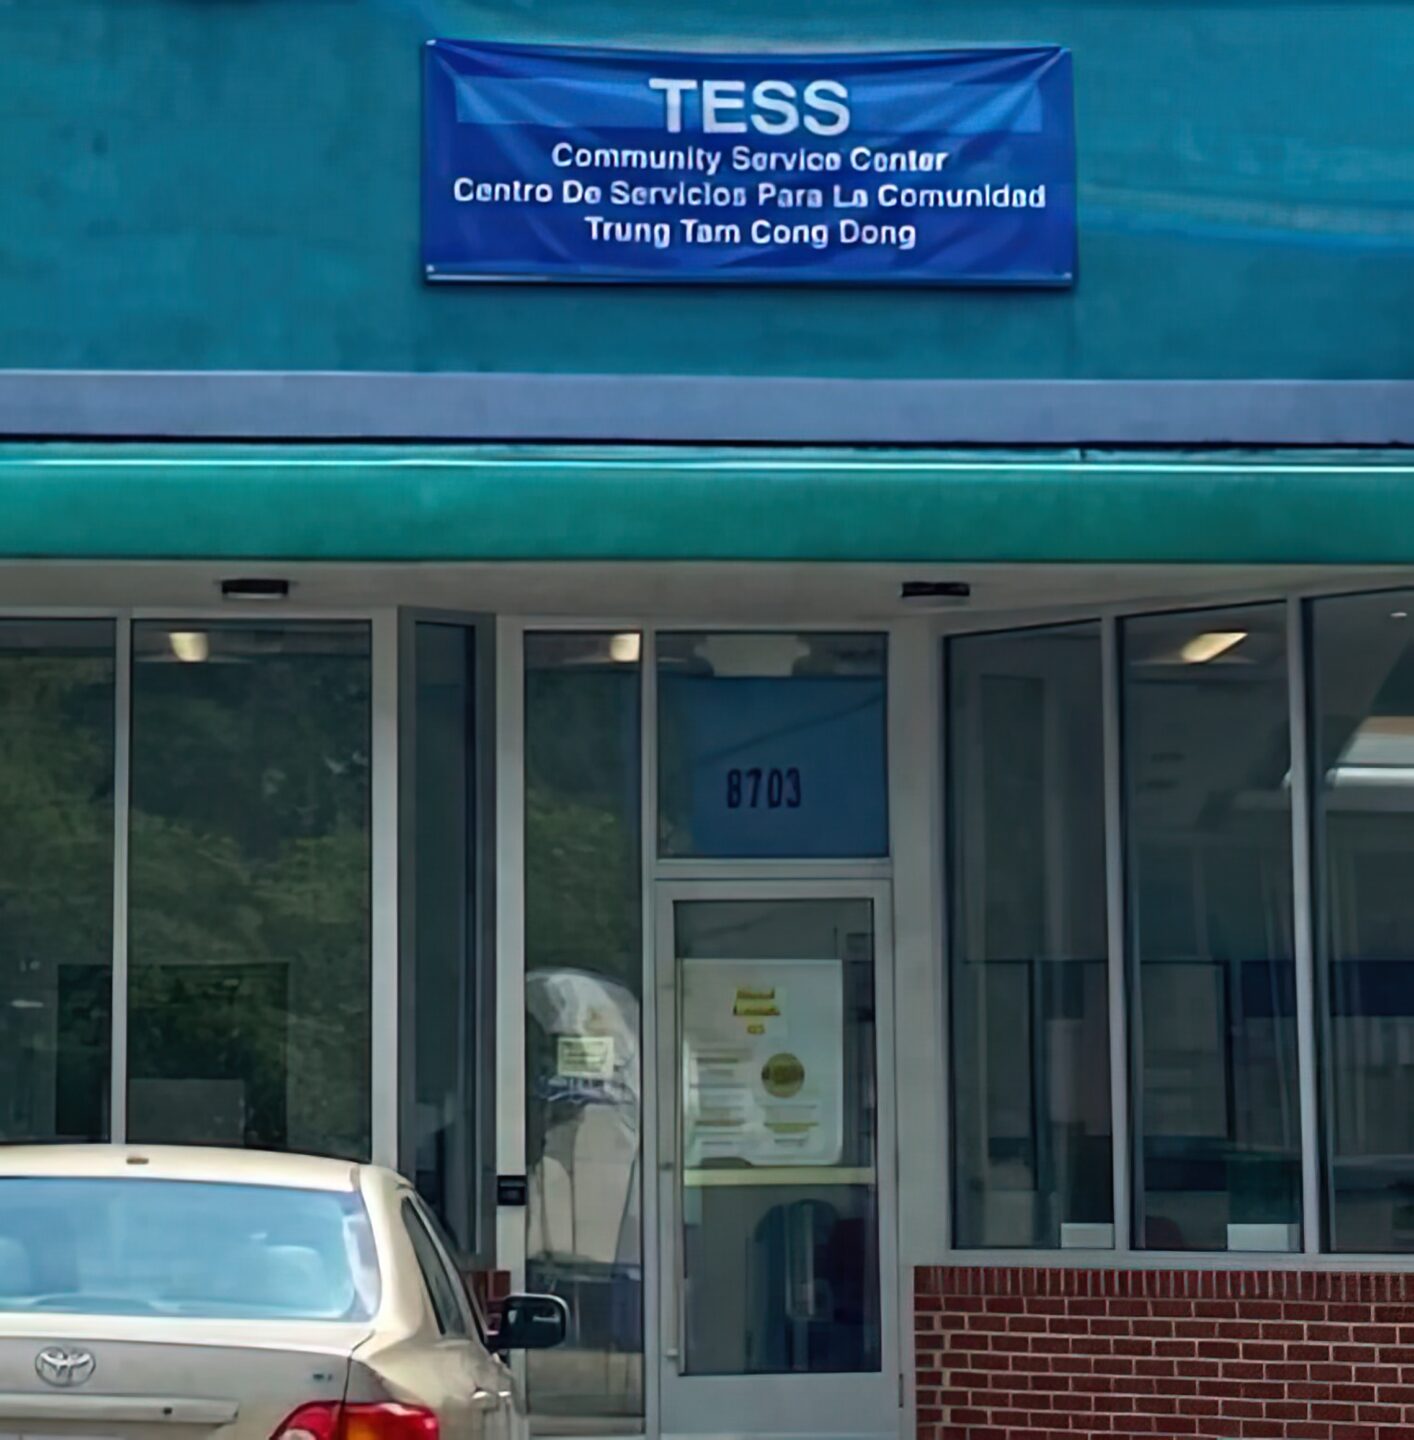 TESS
Community Service Center
Centro De Servicios Para La Comunidad
Trung Tam Cong Dong
8703